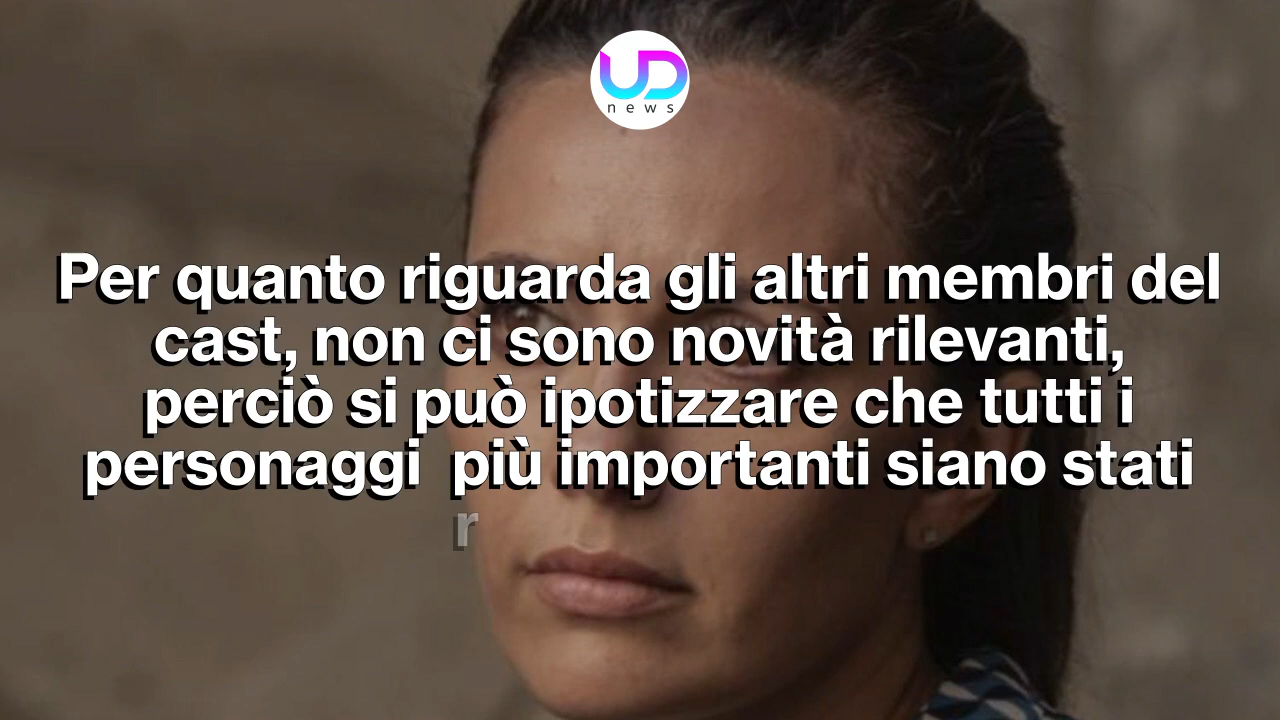 UD
news
Per quanto riguarda gli altri membri del
cast, non ci sono novità rilevanti,
perciò si può ipotizzare che tutti i
personaggi  più importanti siano stati
r